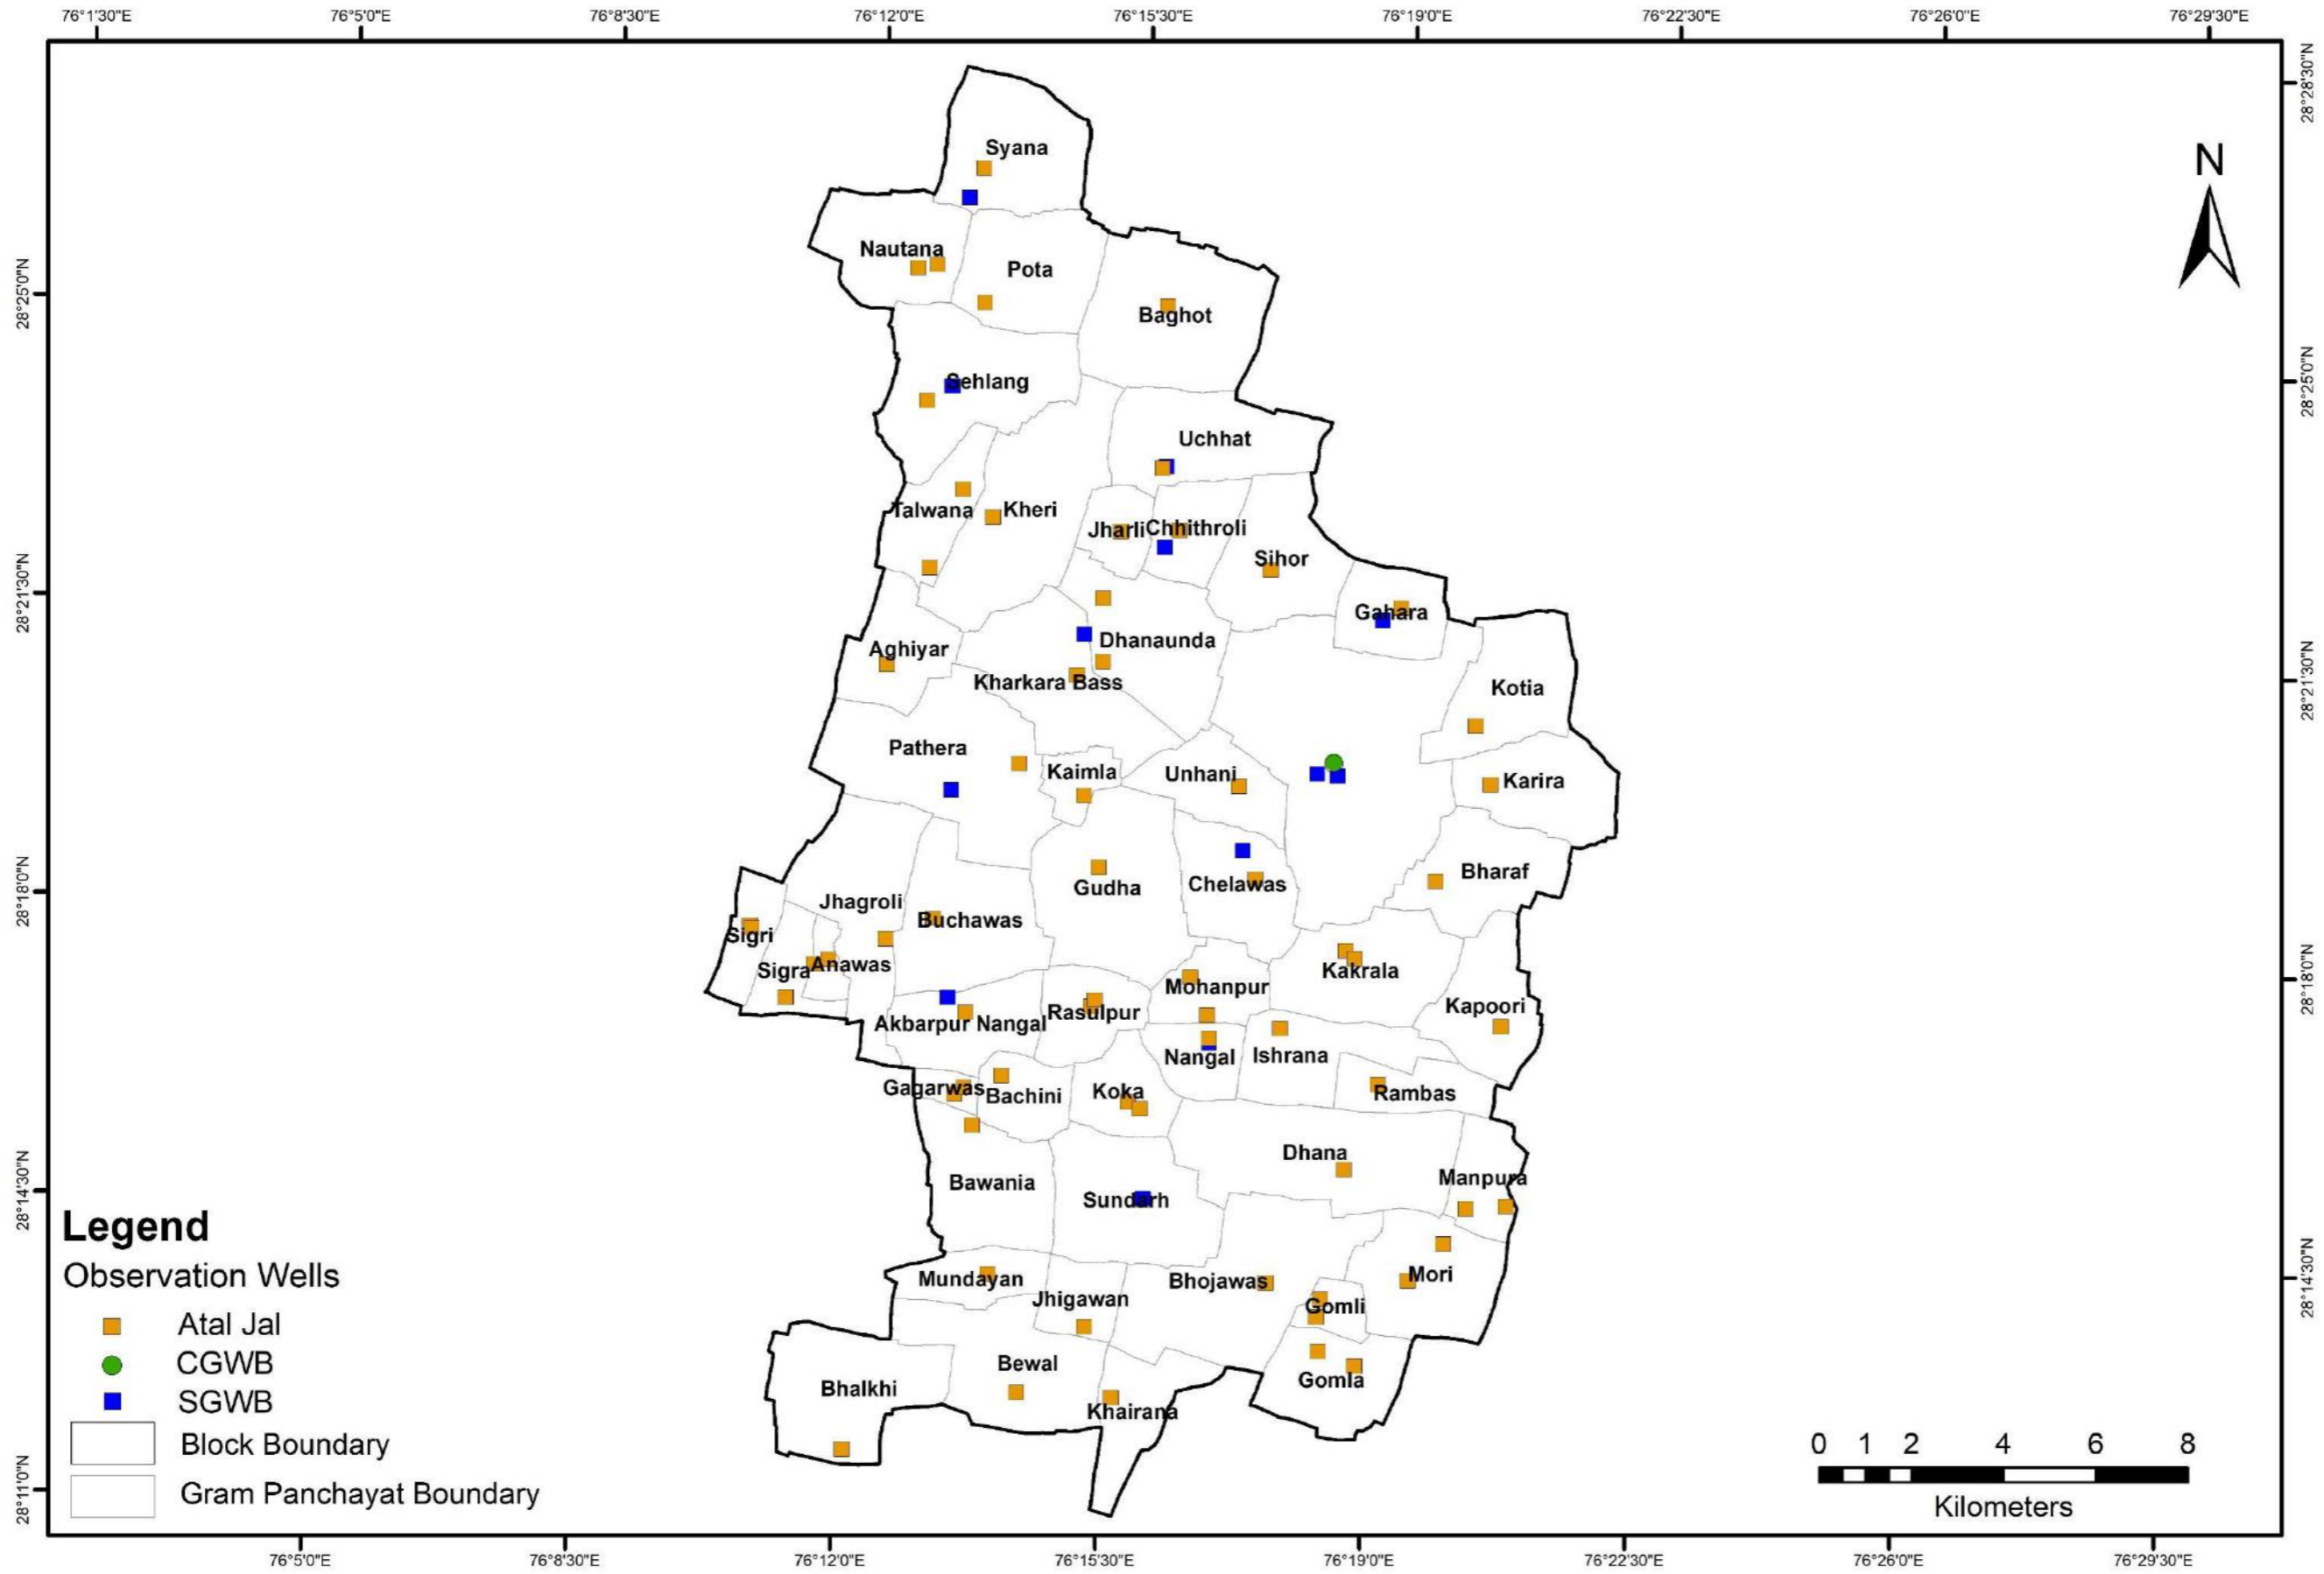 76°1'30"E 76°5'0"E 76°8'30"E 76°12'0"E 76°15'30"E 76°19'0"E 76°22'30"E 76°26'0"E 76°29'30"E
28°28'30"N
N
Syana
Nautana
Pota
28°25'0"N
Baghot
28°25'0"N
Sehlang
Uchhat
Talwana
Kheri
Jharli
Chhithroli
Sihor
28°21'30"N
Gahara
Dhanaunda
Aghiyar
Kharkara Bass
Kotia
28°21'30"N
Pathera
Kaimla
Unhani
Karira
Bharaf
Gudha
Chelawas
28°18'0"N
Jhagroli
Buchawas
Sigri
Sigra
Anawas
Kakrala
28°18'0"N
Mohanpur
Kapoori
Rasulpur
Akbarpur Nangal
Nangal
Ishrana
Gagarwas
Bachini
Koka
Rambas
Dhana
Manpura
28°14'30"N
Bawania
Sundarh
Mundayan
Jhigawan
Bhojawas
Mori
Gomli
28°14'30"N
Bewal
Bhalkhi
Gomla
Khairana
28°11'0"N
Legend
Observation Wells
Atal Jal
CGWB
SGWB
Block Boundary
Gram Panchayat Boundary
0 1 2 4 6 8
Kilometers
76°5'0"E 76°8'30"E 76°12'0"E 76°15'30"E 76°19'0"E 76°22'30"E 76°26'0"E 76°29'30"E